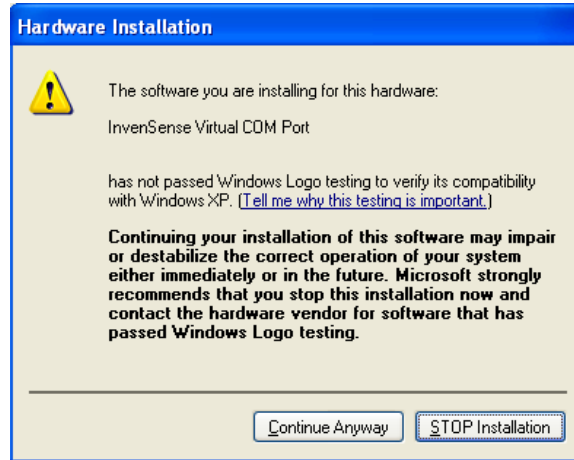 Hardware Installation
The software you are installing for this hardware:
InvenSense Virtual COM Port
has not passed Windows Logo testing to verify its compatibility
with Windows XP. (Tell me why this testing is important.)
Continuing your installation of this software may impair
or destabilize the correct operation of your system
either immediately or in the future. Microsoft strongly
recommends that you stop this installation now and
contact the hardware vendor for software that has
passed Windows Logo testing.
Continue Anyway
STOP Installation